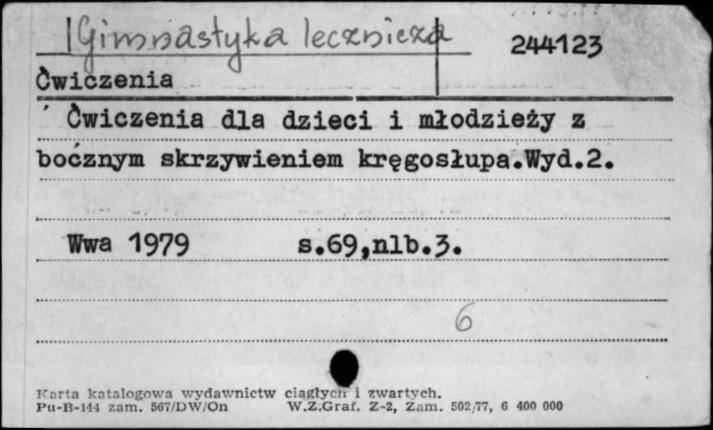 Gimnastyka lecznicza
244123
Ćwiczenia
Ćwiczenia dla dzieci i młodzieży z
bocznym skrzywieniem kręgosłupa.Wyd.2.
Wwa 1979 s.69,nlb.3.
6
Karta katalogowa wydawnictw ciągłych i zwartych.
Pu-B-144 zam. 567/DW/On W.Z.Graf. Z-2, Zam. 502/77, 6 400 000